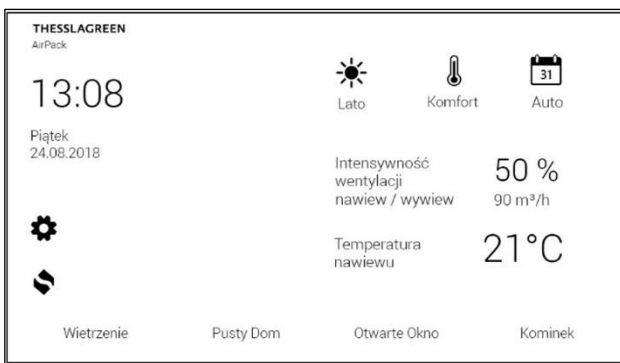 THESSLAGREEN
AirPack
13:08
Piątek
24.08.2018
31
Lato
Komfort
Auto
Intensywność
wentylacji
nawiew / wywiew
50 %
90 m³/h
Temperatura
nawiewu
21°C
Wietrzenie
Pusty Dom
Otwarte Okno
Kominek